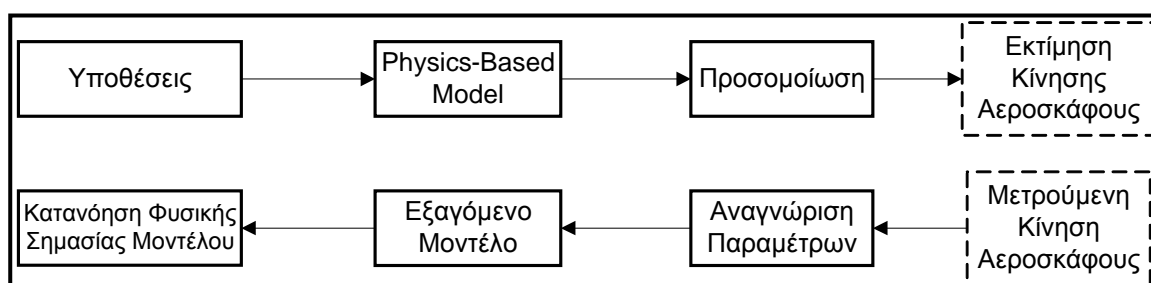 Υποθέσεις
Physics-Based
Model
Προσομοίωση
Εκτίμηση
Κίνησης
Αεροσκάφους
Κατανόηση Φυσικής
Σημασίας Μοντέλου
Εξαγόμενο
Μοντέλο
Αναγνώριση
Παραμέτρων
Μετρούμενη
Κίνηση
Αεροσκάφους